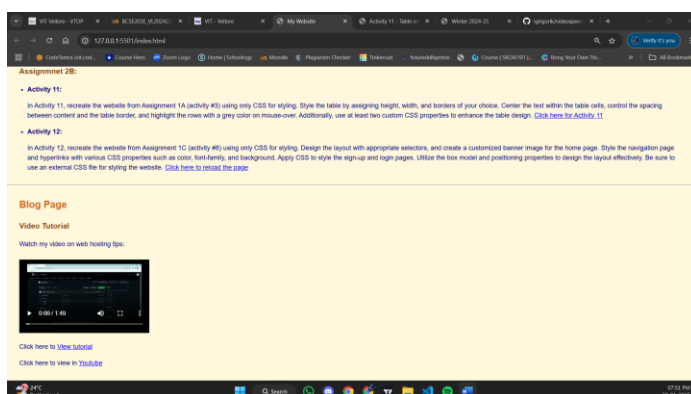 VIT Vellore - VTOP
BCSE203E_VL202425
VIT - Vellore
My Website
Activity 11 - Table wi
Winter 2024-25
ignigorik/videoapenc
127.0.0.1:5501/index.html
Verify it's you
CodeTantra (vit.cod...
Course Hero
Zoom Login
Home | Schoology
Moodle
Plagiarism Checker
Tinkercad
futureskillsprime
Course | SKOAI101 |...
Bring Your Own Thi...
All Bookmark
Assignmnet 2B:
• Activity 11:
In Activity 11, recreate the website from Assignment 1A (activity #3) using only CSS for styling. Style the table by assigning height, width, and borders of your choice. Center the text within the table cells, control the spacing
between content and the table border, and highlight the rows with a grey color on mouse-over. Additionally, use at least two custom CSS properties to enhance the table design. Click here for Activity 11
• Activity 12:
In Activity 12, recreate the website from Assignment 1C (activity #8) using only CSS for styling. Design the layout with appropriate selectors, and create a customized banner image for the home page. Style the navigation page
and hyperlinks with various CSS properties such as color, font-family, and background. Apply CSS to style the sign-up and login pages. Utilize the box model and positioning properties to design the layout effectively. Be sure to
use an external CSS file for styling the website. Click here to reload the page
Blog Page
Video Tutorial
Watch my video on web hosting tips:
0:00 / 1:49
Click here to View tutorial
Click here to view in Youtube
24°C
Search
07:51 PM